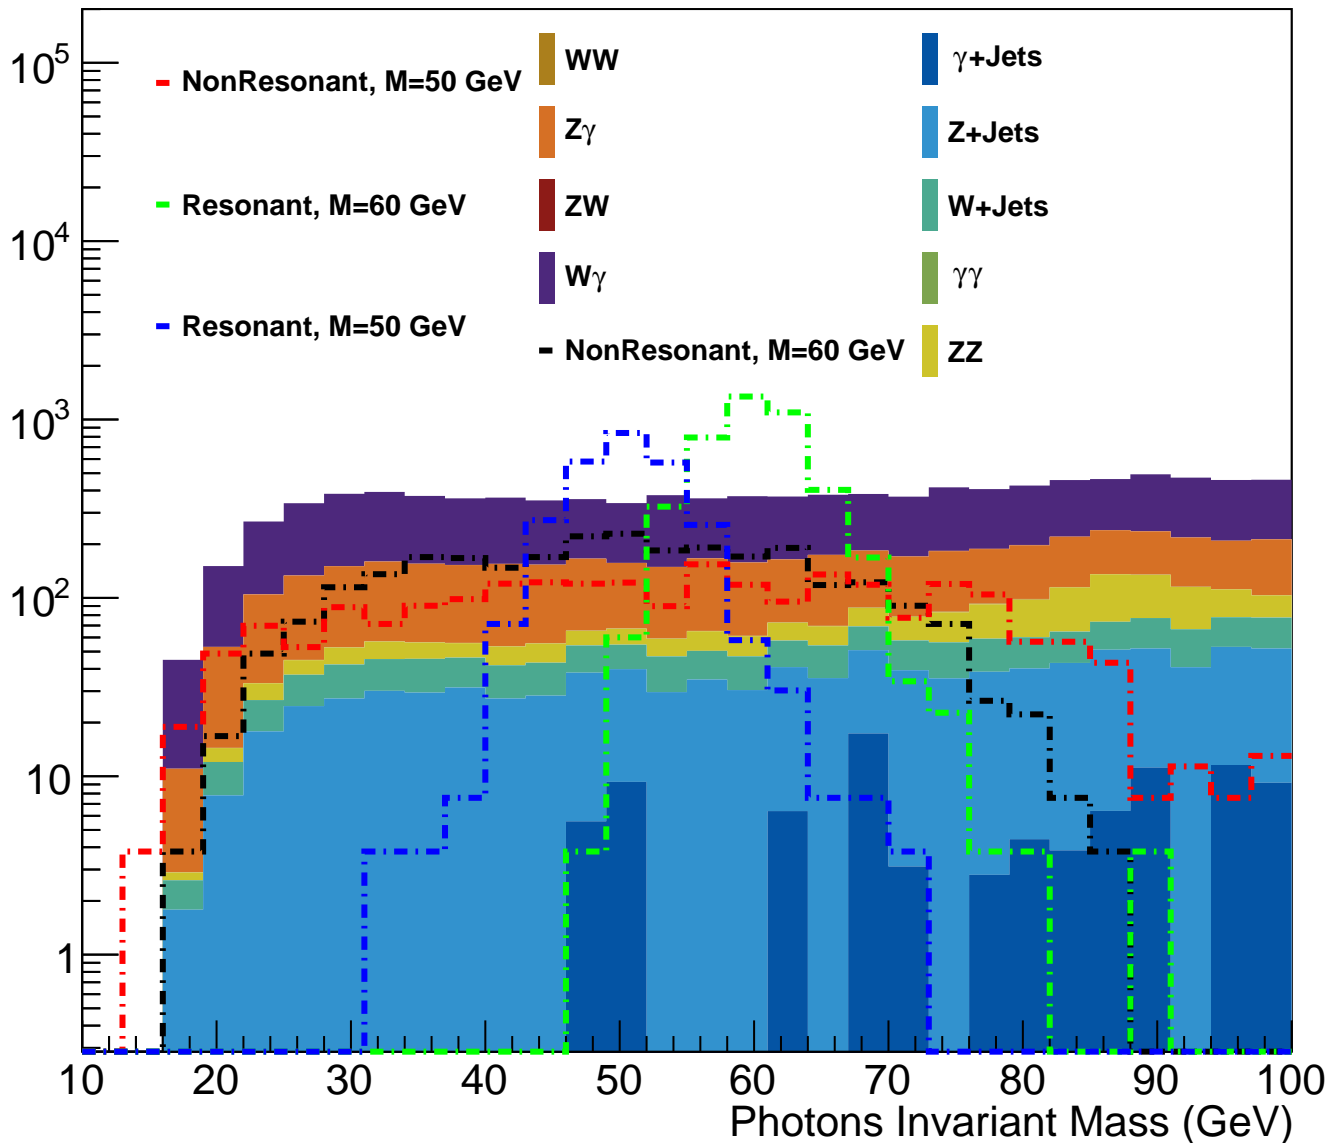 10^5
10^4
10^3
10^2
10
1
NonResonant, M=50 GeV
Resonant, M=60 GeV
Resonant, M=50 GeV
WW
Zγ
ZW
Wγ
NonResonant, M=60 GeV
γ+Jets
Z+Jets
W+Jets
γγ
ZZ
10 20 30 40 50 60 70 80 90 100
Photons Invariant Mass (GeV)